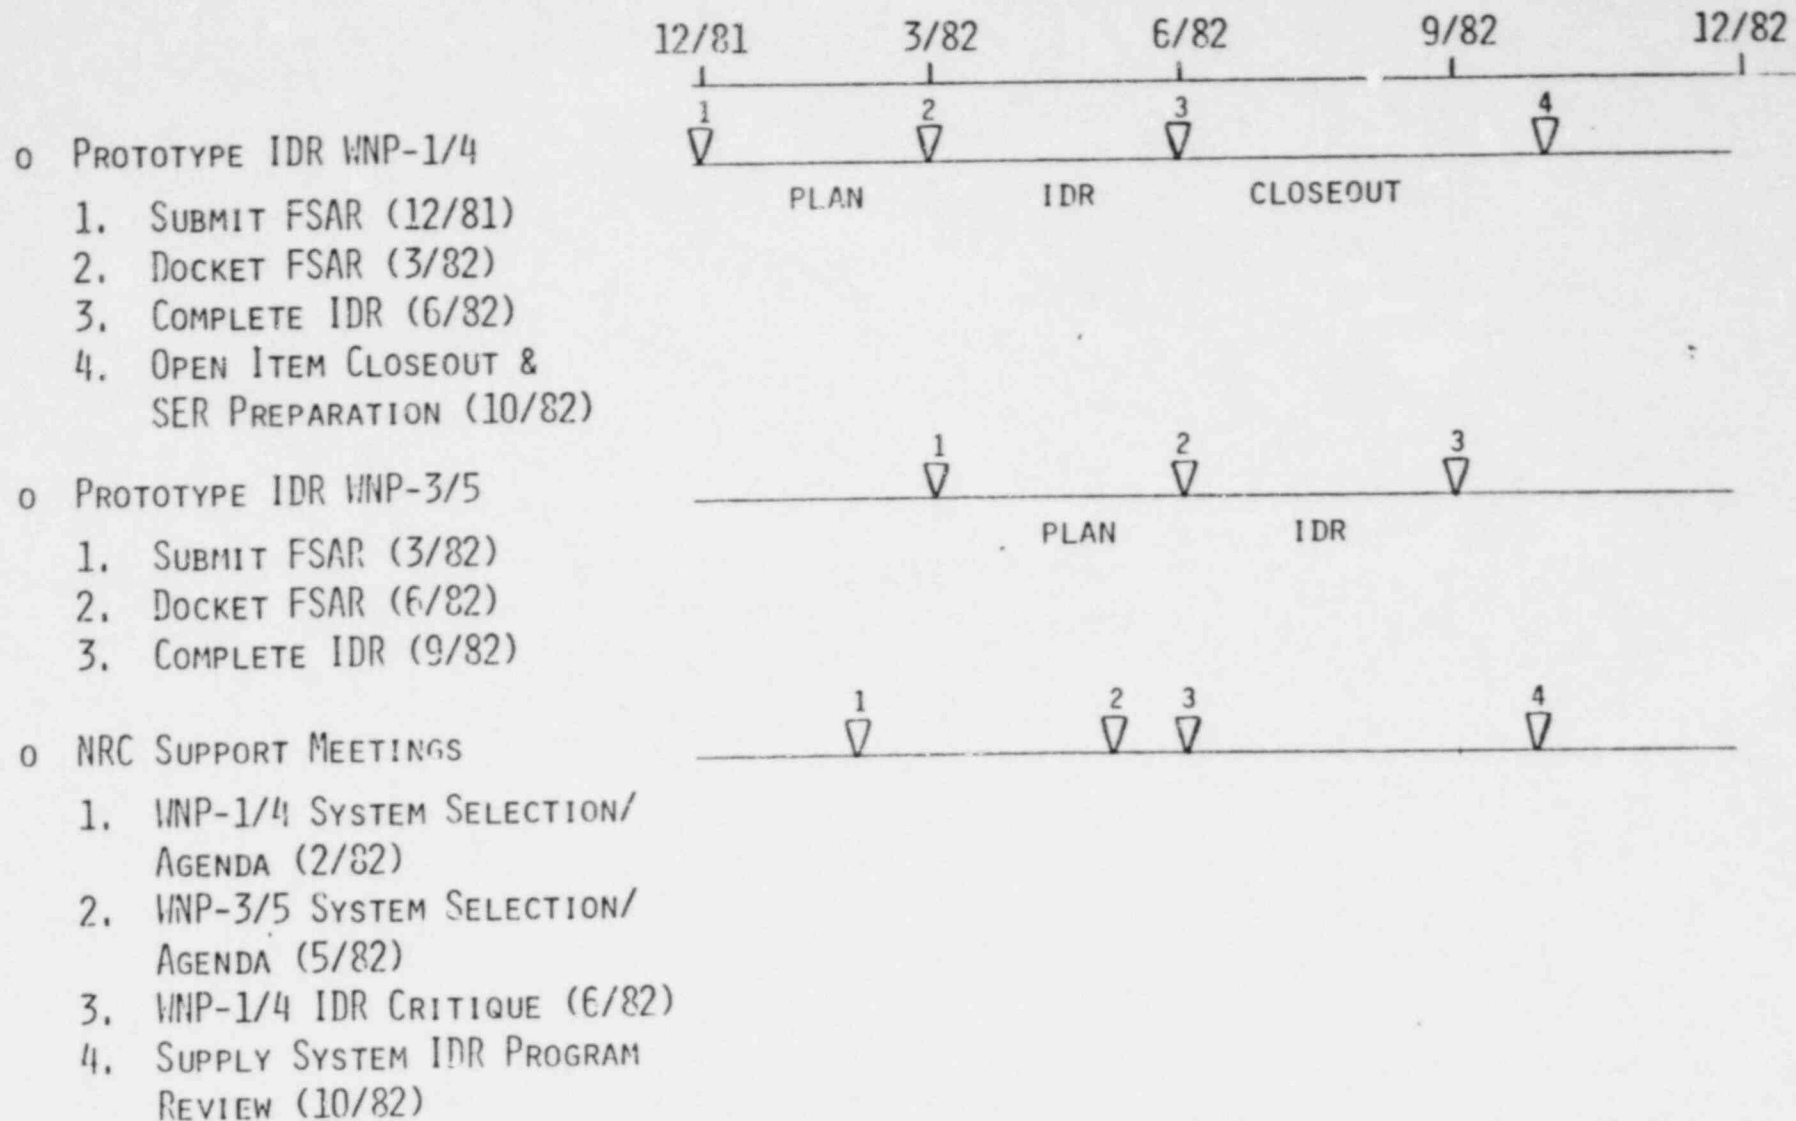 12/81 3/82 6/82 9/82 12/82
1 2 3 4
o PROTOTYPE IDR WNP-1/4
PLAN IDR CLOSEOUT
1. SUBMIT FSAR (12/81)
2. DOCKET FSAR (3/82)
3. COMPLETE IDR (6/82)
4. OPEN ITEM CLOSEOUT &
SER PREPARATION (10/82)
1 2 3
o PROTOTYPE IDR WNP-3/5
PLAN IDR
1. SUBMIT FSAR (3/82)
2. DOCKET FSAR (6/82)
3. COMPLETE IDR (9/82)
1 2 3 4
o NRC SUPPORT MEETINGS
1. WNP-1/4 SYSTEM SELECTION/
AGENDA (2/82)
2. WNP-3/5 SYSTEM SELECTION/
AGENDA (5/82)
3. WNP-1/4 IDR CRITIQUE (6/82)
4. SUPPLY SYSTEM IDR PROGRAM
REVIEW (10/82)